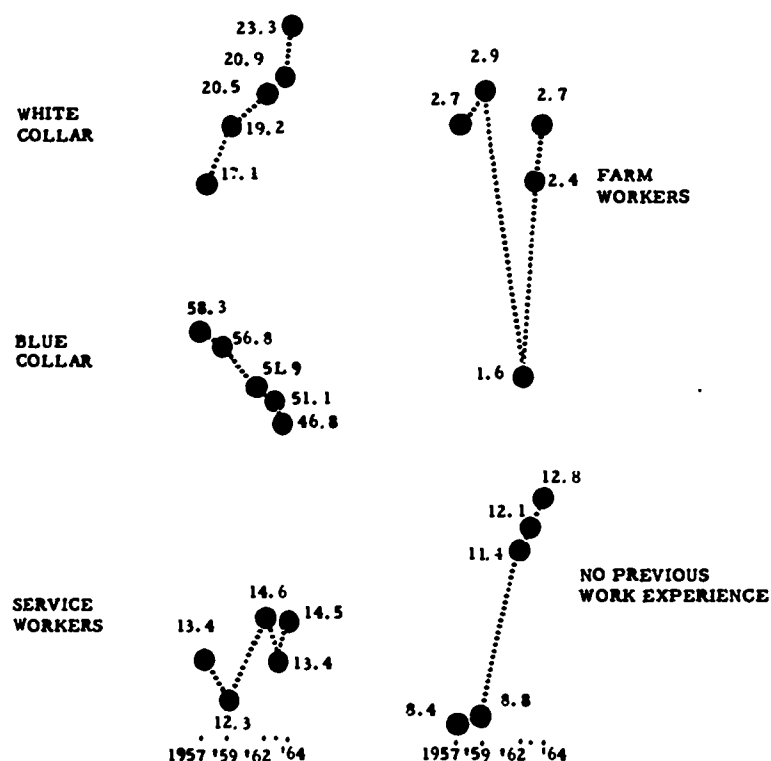 23.3
20.9
20.5
19.2
17.1
WHITE
COLLAR
2.9
2.7
2.7
2.4
1.6
FARM
WORKERS
58.3
56.8
51.9
51.1
46.8
BLUE
COLLAR
12.8
12.1
11.4
8.8
8.4
NO PREVIOUS
WORK EXPERIENCE
14.6
14.5
13.4
13.4
12.3
SERVICE
WORKERS
1957 '59 '62 '64
1957 '59 '62 '64